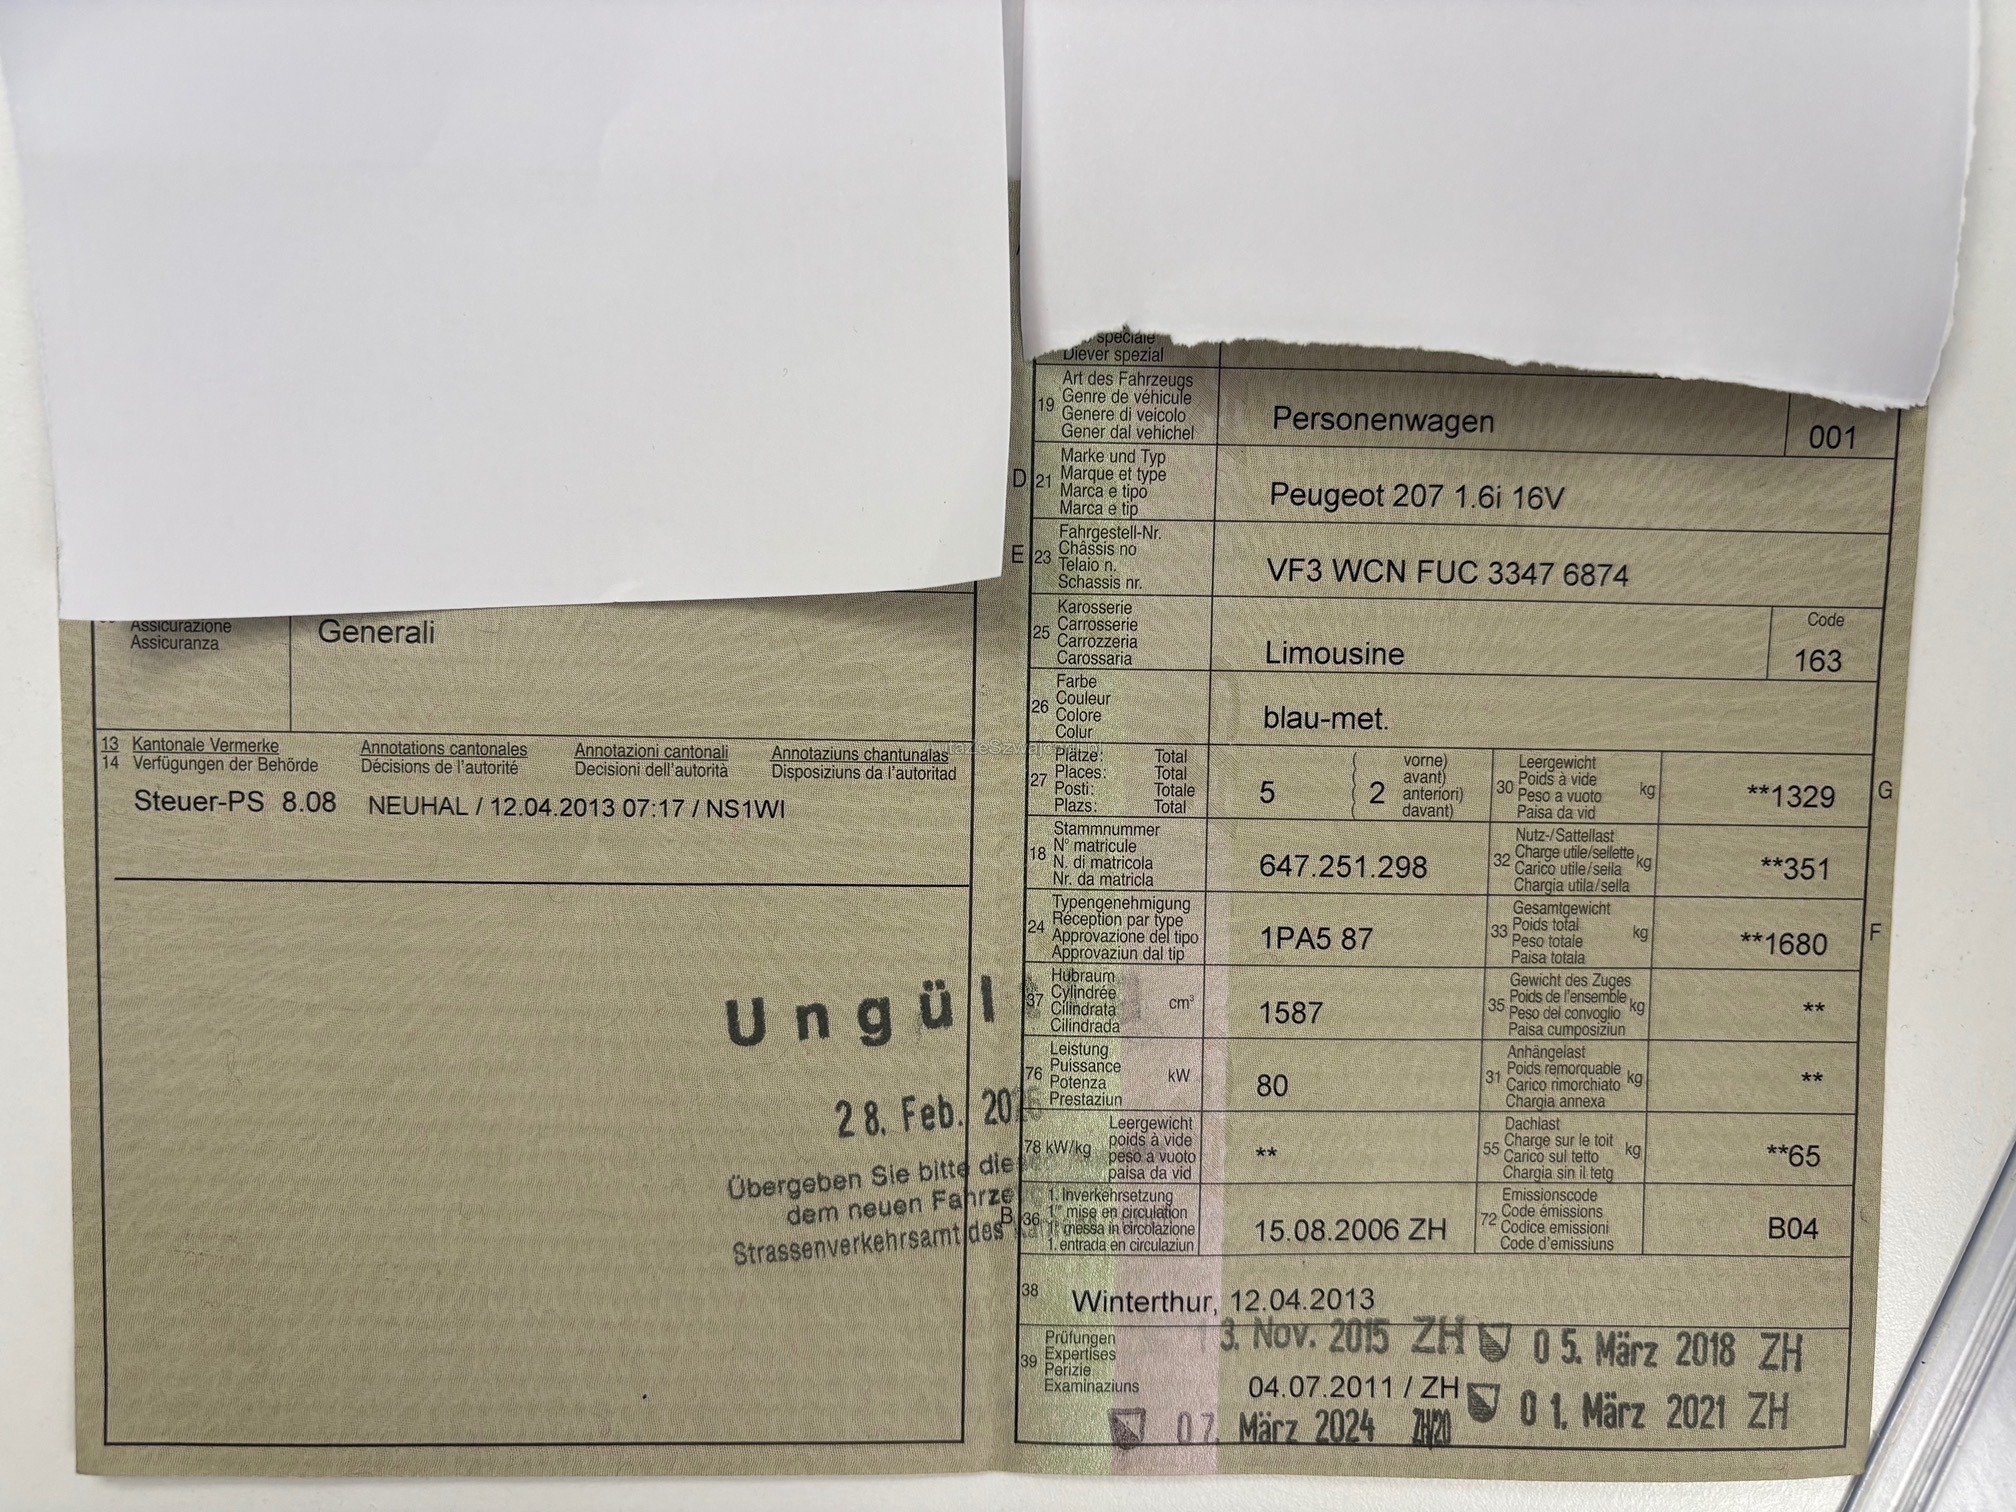 Assicurazione
Assicuranza
Generali
13 Kantonale Vermerke
14 Verfügungen der Behörde
Annotations cantonales
Décisions de l'autorité
Annotazioni cantonali
Decisioni dell'autorità
Annotaziuns chantunalas
Disposiziuns da l'autoritad
Steuer-PS 8.08 NEUHAL / 12.04.2013 07:17 / NS1WI
Ungül
28. Feb.
Übergeben Sie bitte
dem neuen
Strassenverkehrsamt des
speciale
Diever spezial
19 Art des Fahrzeugs
Genre de véhicule
Genere di veicolo
Gener dal vehichel
Personenwagen
001
D 21 Marke und Typ
Marque et type
Marca e tipo
Marca e tip
Peugeot 207 1.6i 16V
E 23 Fahrgestell-Nr.
Châssis no
Telaio n.
Schassis nr.
VF3 WCN FUC 3347 6874
25 Karosserie
Carrosserie
Carrozzeria
Carossaria
Limousine
Code
163
26 Farbe
Couleur
Colore
Colur
blau-met.
27 Plätze: Total
Places: Total
Posti: Totale
Plazs: Total
5
2
vorne)
avant)
anteriori)
davant)
30 Leergewicht
Poids à vide
Peso a vuoto
Paisa da vid
kg
**1329
G
18 Stammnummer
N° matricule
N. di matricola
Nr. da matricla
647.251.298
32 Nutz-/Sattellast
Charge utile/sellette
Carico utile/sella
Chargia utila/sella
kg
**351
24 Typengenehmigung
Réception par type
Approvazione del tipo
Approvaziun dal tip
1PA5 87
33 Gesamtgewicht
Poids total
Peso totale
Paisa totala
kg
**1680
F
37 Hubraum
Cylindrée
Cilindrata
Cilindrada
cm³
1587
35 Gewicht des Zuges
Poids de l'ensemble
Peso del convoglio
Paisa cumposiziun
kg
**
76 Leistung
Puissance
Potenza
Prestaziun
kW
80
31 Anhängelast
Poids remorquable
Carico rimorchiato
Chargia annexa
kg
**
78 kW/kg
Leergewicht
poids à vide
peso a vuoto
paisa da vid
**
55 Dachlast
Charge sur le toit
Carico sul tetto
Chargia sin il tetg
kg
**65
B 36 1. Inverkehrsetzung
1re mise en circulation
1a messa in circolazione
1. entrada en circulaziun
15.08.2006 ZH
72 Emissionscode
Code émissions
Codice emissioni
Code d'emissiuns
B04
38
Winterthur, 12.04.2013
39 Prüfungen
Expertises
Perizie
Examinaziuns
13. Nov. 2015 ZH
05. März 2018 ZH
04.07.2011 / ZH
01. März 2021 ZH
07. März 2024